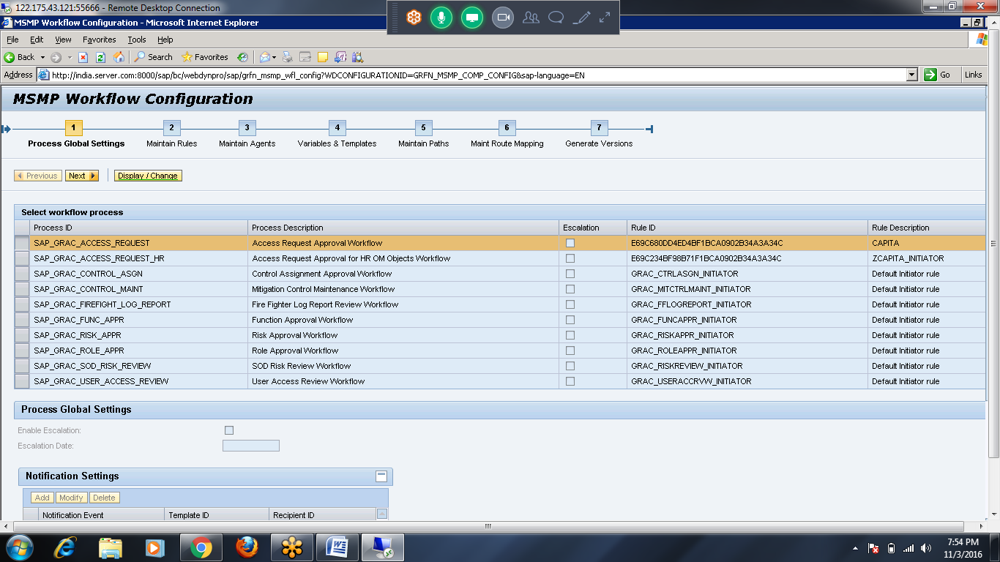 122.175.43.121:55666 - Remote Desktop Connection
MSMP Workflow Configuration - Microsoft Internet Explorer
File Edit View Favorites Tools Help
Back Search Favorites
Address http://india.server.com:8000/sap/bc/webdynpro/sap/grfn_msmp_wfl_config?WDCONFIGURATIONID=GRFN_MSMP_COMP_CONFIG&sap-language=EN Go Links
MSMP Workflow Configuration
1 2 3 4 5 6 7
Process Global Settings Maintain Rules Maintain Agents Variables & Templates Maintain Paths Maint Route Mapping Generate Versions
Previous Next Display / Change
Select workflow process
Process ID Process Description Escalation Rule ID Rule Description
SAP_GRAC_ACCESS_REQUEST Access Request Approval Workflow E69C680DD4ED4BF1BCA0902B34A3A34C CAPITA
SAP_GRAC_ACCESS_REQUEST_HR Access Request Approval for HR OM Objects Workflow E69C234BF98B71F1BCA0902B34A3A34C ZCAPITA_INITIATOR
SAP_GRAC_CONTROL_ASGN Control Assignment Approval Workflow GRAC_CTRLASGN_INITIATOR Default Initiator rule
SAP_GRAC_CONTROL_MAINT Mitigation Control Maintenance Workflow GRAC_MITCTRLMAINT_INITIATOR Default Initiator rule
SAP_GRAC_FIREFIGHT_LOG_REPORT Fire Fighter Log Report Review Workflow GRAC_FFLOGREPORT_INITIATOR Default Initiator rule
SAP_GRAC_FUNC_APPR Function Approval Workflow GRAC_FUNCAPPR_INITIATOR Default Initiator rule
SAP_GRAC_RISK_APPR Risk Approval Workflow GRAC_RISKAPPR_INITIATOR Default Initiator rule
SAP_GRAC_ROLE_APPR Role Approval Workflow GRAC_ROLEAPPR_INITIATOR Default Initiator rule
SAP_GRAC_SOD_RISK_REVIEW SOD Risk Review Workflow GRAC_RISKREVIEW_INITIATOR Default Initiator rule
SAP_GRAC_USER_ACCESS_REVIEW User Access Review Workflow GRAC_USERACCRVW_INITIATOR Default Initiator rule
Process Global Settings
Enable Escalation:
Escalation Date:
Notification Settings
Add Modify Delete
Notification Event Template ID Recipient ID
7:54 PM
11/3/2016